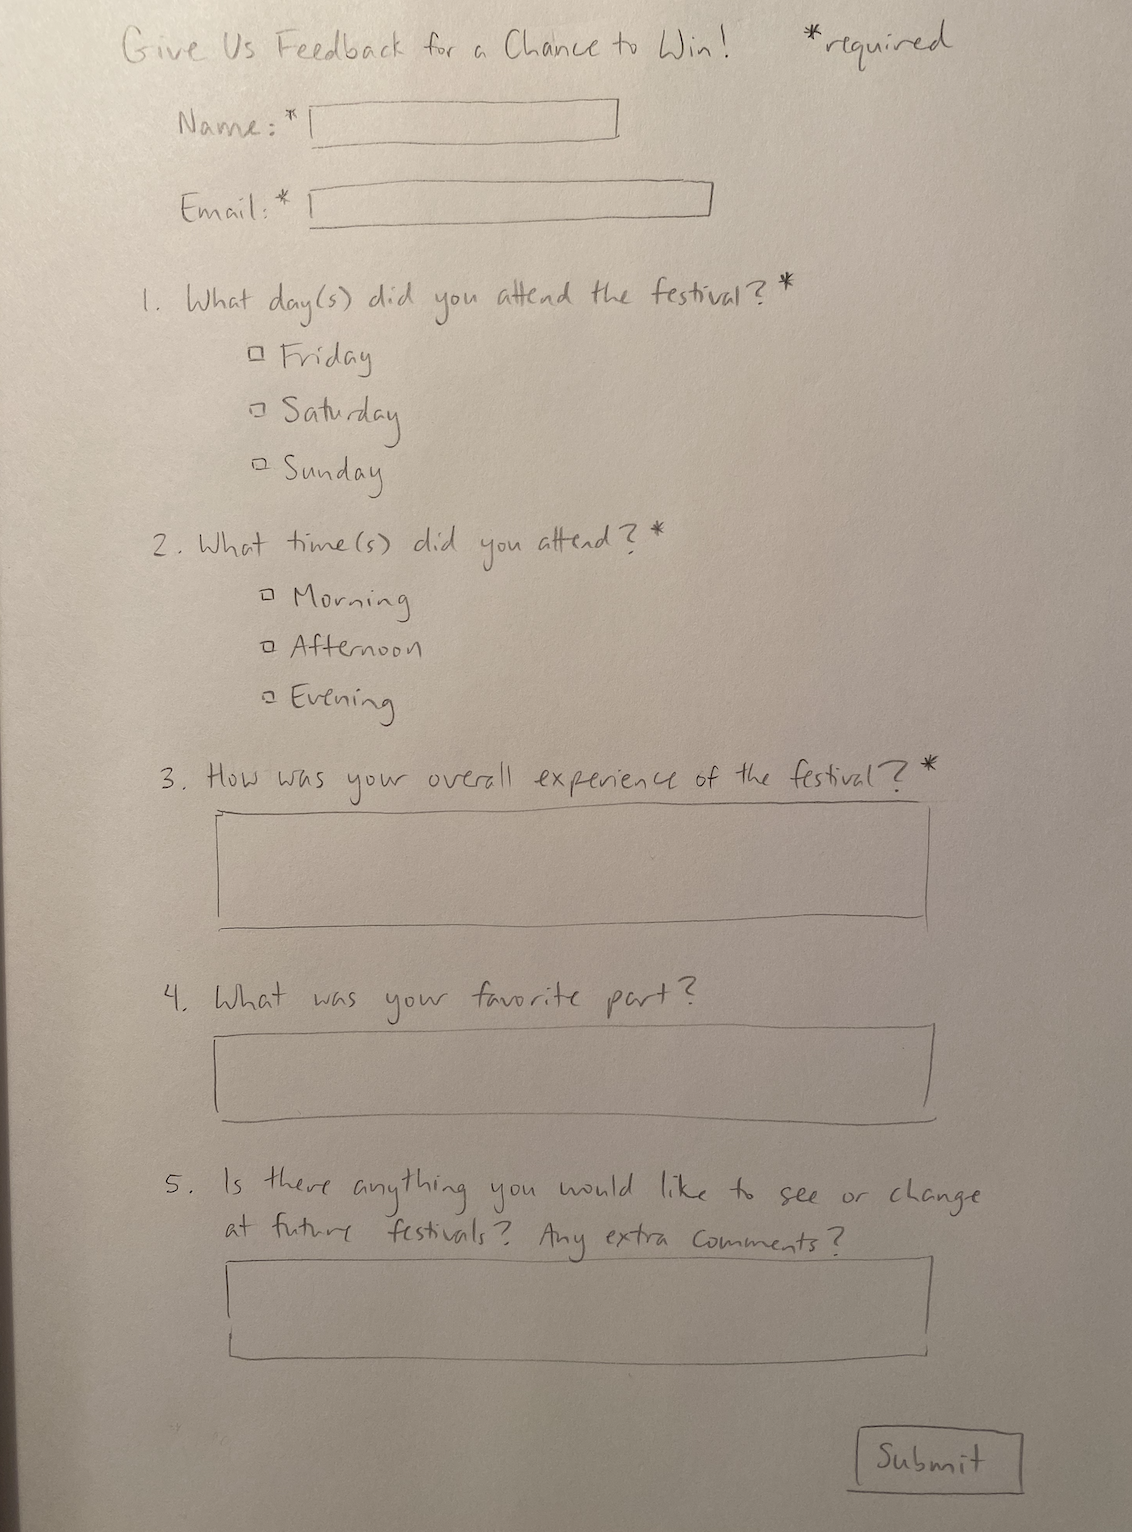 Give Us Feedback for a Chance to Win! *required
Name:*
Email:*
1. What day(s) did you attend the festival?*
Friday
Saturday
Sunday
2. What time(s) did you attend?*
Morning
Afternoon
Evening
3. How was your overall experience of the festival?*
4. What was your favorite part?
5. Is there anything you would like to see or change
at future festivals? Any extra comments?
Submit